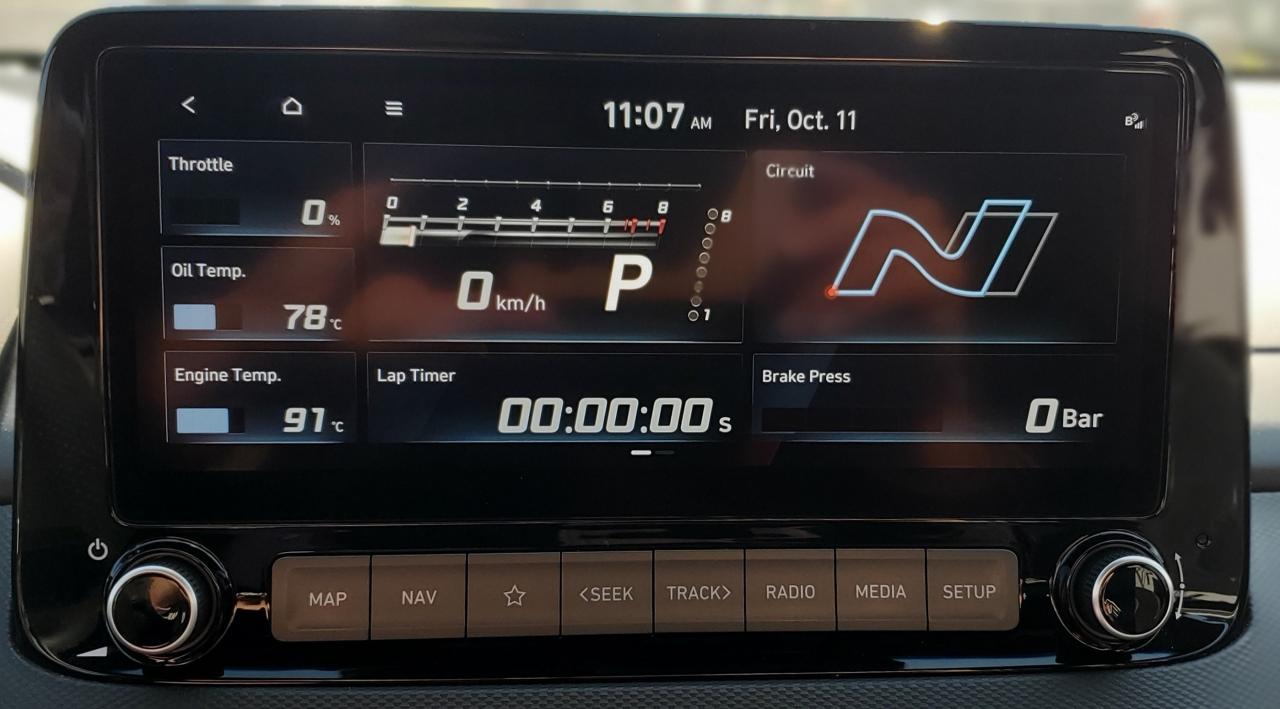 11:07 AM Fri, Oct. 11
B
Throttle
0 %
Oil Temp.
78 °C
Engine Temp.
91 °C
0 2 4 6 8
8
0 km/h P
1
Lap Timer
00:00:00 s
Circuit
N
Brake Press
0 Bar
MAP NAV <SEEK TRACK> RADIO MEDIA SETUP